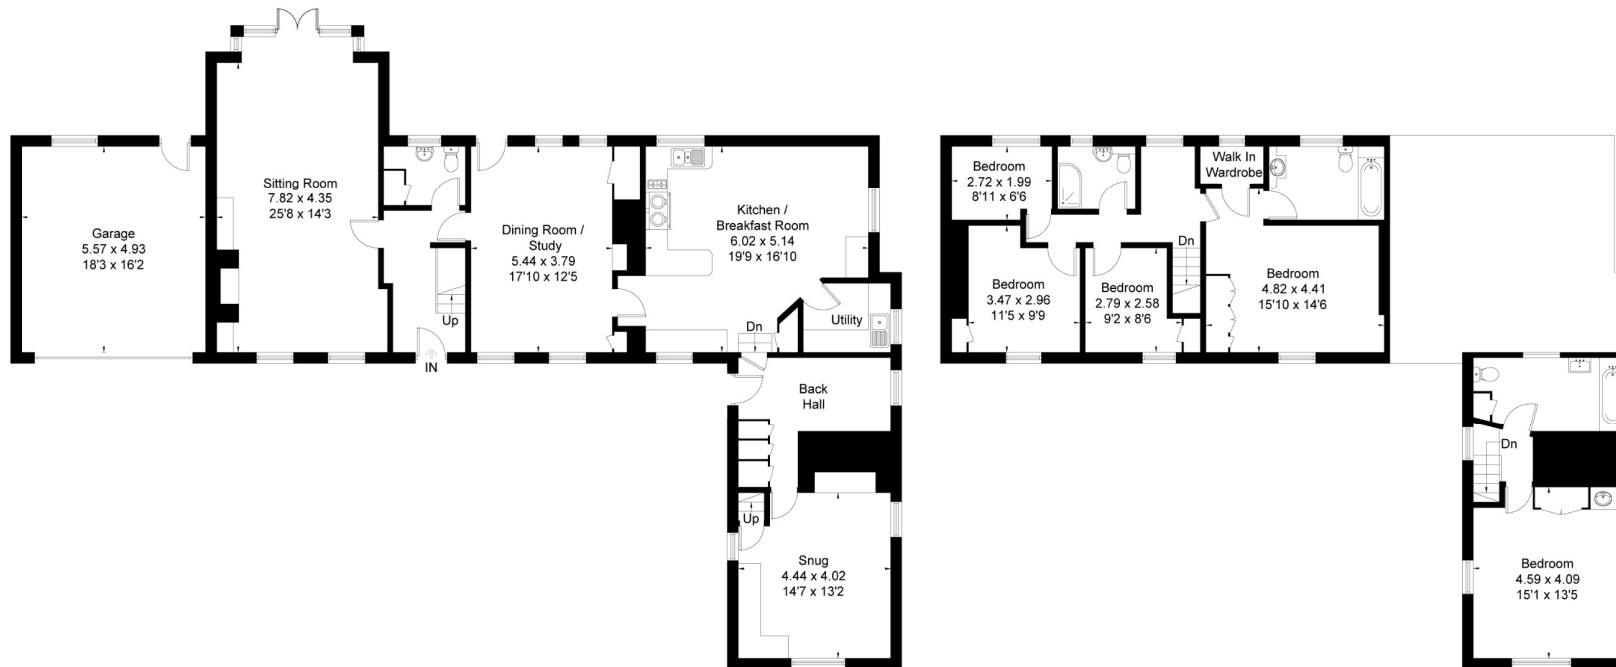 Garage
5.57 x 4.93
18'3 x 16'2
Sitting Room
7.82 x 4.35
25'8 x 14'3
Up
IN
Dining Room /
Study
5.44 x 3.79
17'10 x 12'5
Kitchen /
Breakfast Room
6.02 x 5.14
19'9 x 16'10
Utility
Dn
Back
Hall
Up
Snug
4.44 x 4.02
14'7 x 13'2
Bedroom
2.72 x 1.99
8'11 x 6'6
Walk In
Wardrobe
Dn
Bedroom
3.47 x 2.96
11'5 x 9'9
Bedroom
2.79 x 2.58
9'2 x 8'6
Bedroom
4.82 x 4.41
15'10 x 14'6
Dn
Bedroom
4.59 x 4.09
15'1 x 13'5